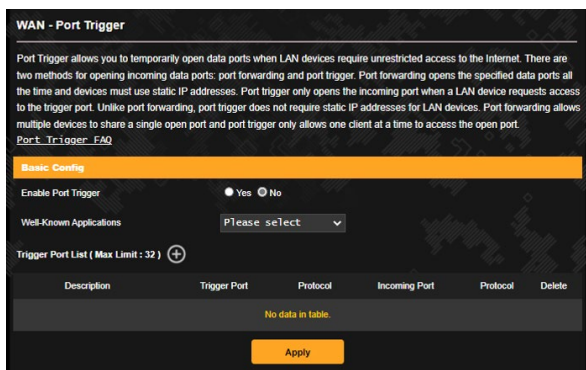 WAN - Port Trigger
Port Trigger allows you to temporarily open data ports when LAN devices require unrestricted access to the Internet. There are
two methods for opening incoming data ports: port forwarding and port trigger. Port forwarding opens the specified data ports all
the time and devices must use static IP addresses. Port trigger only opens the incoming port when a LAN device requests access
to the trigger port. Unlike port forwarding, port trigger does not require static IP addresses for LAN devices. Port forwarding allows
multiple devices to share a single open port and port trigger only allows one client at a time to access the open port.
Port Trigger FAQ
Basic Config
Enable Port Trigger Yes No
Well-Known Applications Please select
Trigger Port List ( Max Limit : 32 )
Description Trigger Port Protocol Incoming Port Protocol Delete
No data in table.
Apply